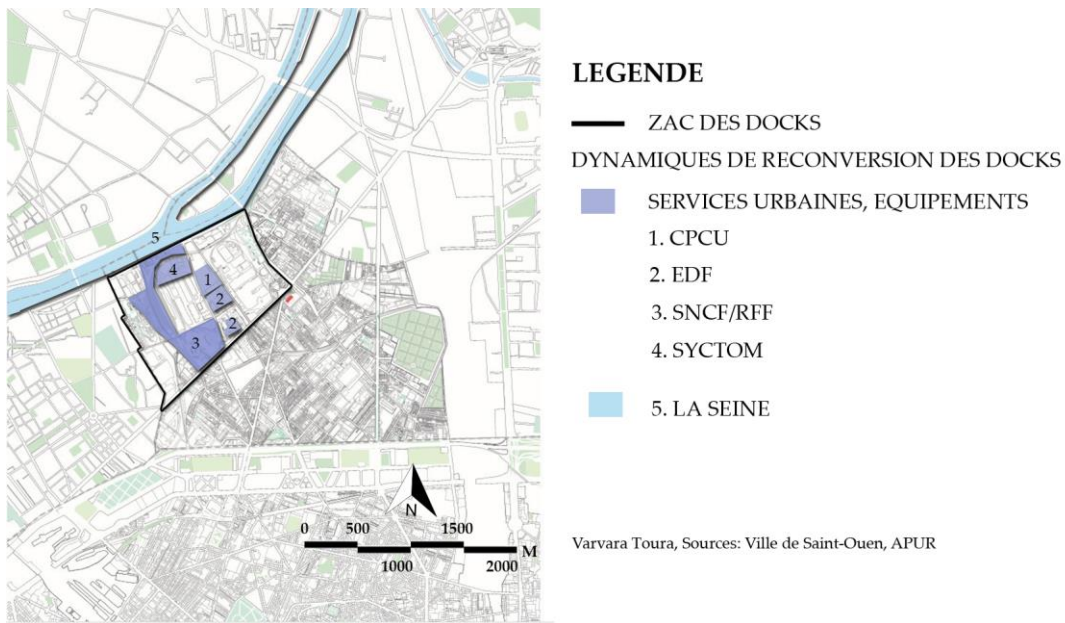 5
4
1
2
2
3
N
0 500 1500
M
1000 2000
LEGENDE
ZAC DES DOCKS
DYNAMIQUES DE RECONVERSION DES DOCKS
SERVICES URBAINES, EQUIPEMENTS
1. CPCU
2. EDF
3. SNCF/RFF
4. SYCTOM
5. LA SEINE
Varvara Toura, Sources: Ville de Saint-Ouen, APUR